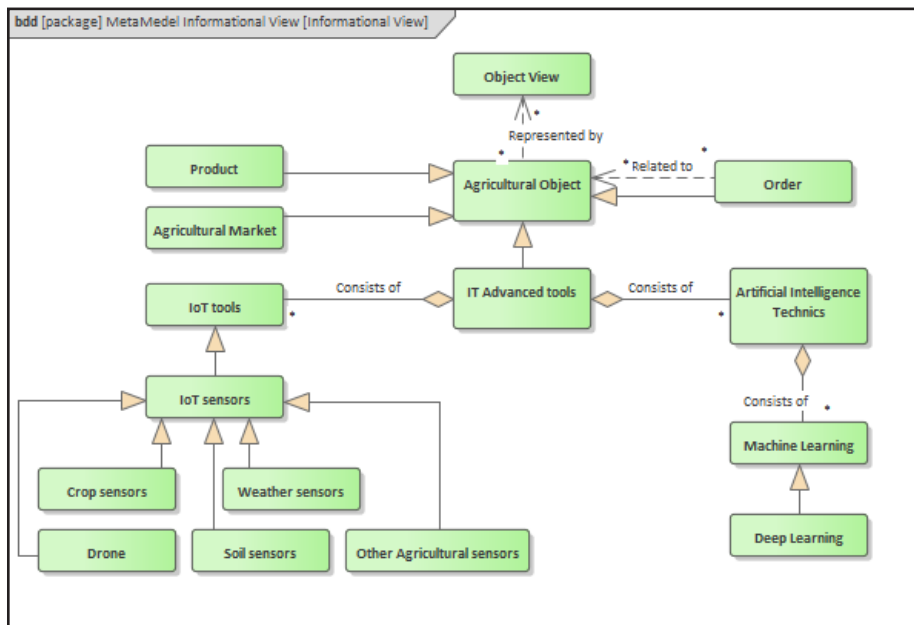 bdd [package] MetaMedel Informational View [Informational View]
Object View
*
Represented by
*
Product
Agricultural Object
*
Related to
*
Order
Agricultural Market
IoT tools
*
Consists of
IT Advanced tools
Consists of
*
Artificial Intelligence
Technics
IoT sensors
Consists of
*
Machine Learning
Crop sensors
Weather sensors
Drone
Soil sensors
Other Agricultural sensors
Deep Learning